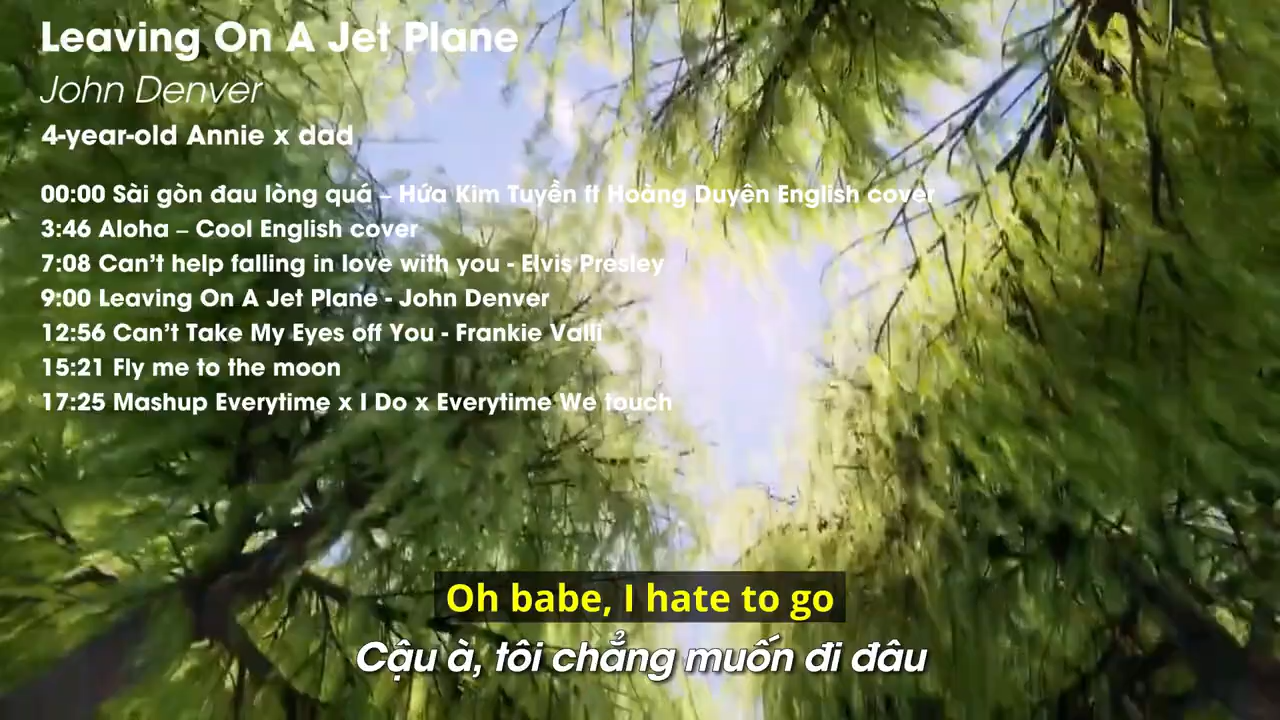 Leaving On A Jet Plane
John Denver
4-year-old Annie x dad
00:00 Sài gòn đau lòng quá – Hứa Kim Tuyền ft Hoàng Duyên English cover
3:46 Aloha – Cool English cover
7:08 Can't help falling in love with you - Elvis Presley
9:00 Leaving On A Jet Plane - John Denver
12:56 Can't Take My Eyes off You - Frankie Valli
15:21 Fly me to the moon
17:25 Mashup Everytime x I Do x Everytime We touch
Oh babe, I hate to go
Cậu à, tôi chẳng muốn đi đâu